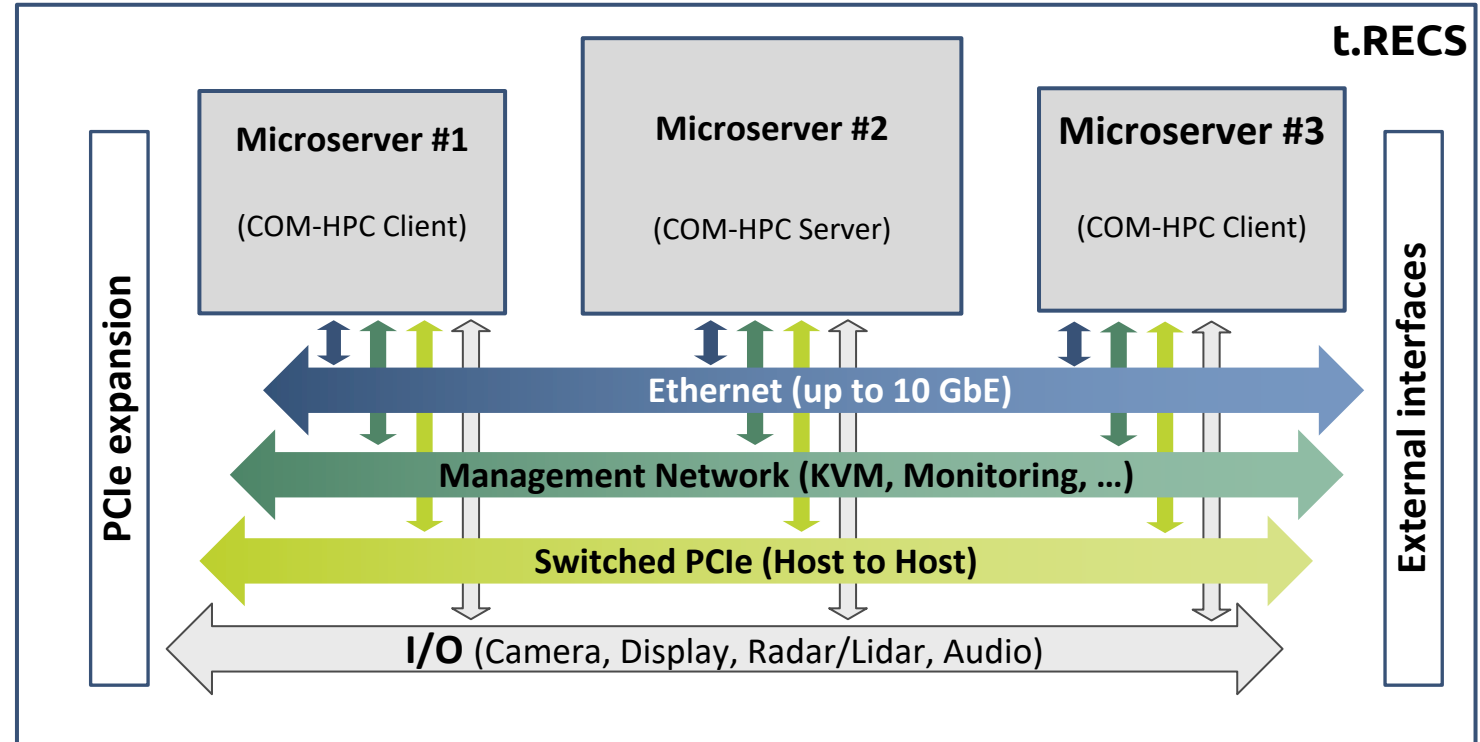 t.RECS
Microserver #1
(COM-HPC Client)
Microserver #2
(COM-HPC Server)
Microserver #3
(COM-HPC Client)
PCIe expansion
External interfaces
Ethernet (up to 10 GbE)
Management Network (KVM, Monitoring, …)
Switched PCIe (Host to Host)
I/O (Camera, Display, Radar/Lidar, Audio)